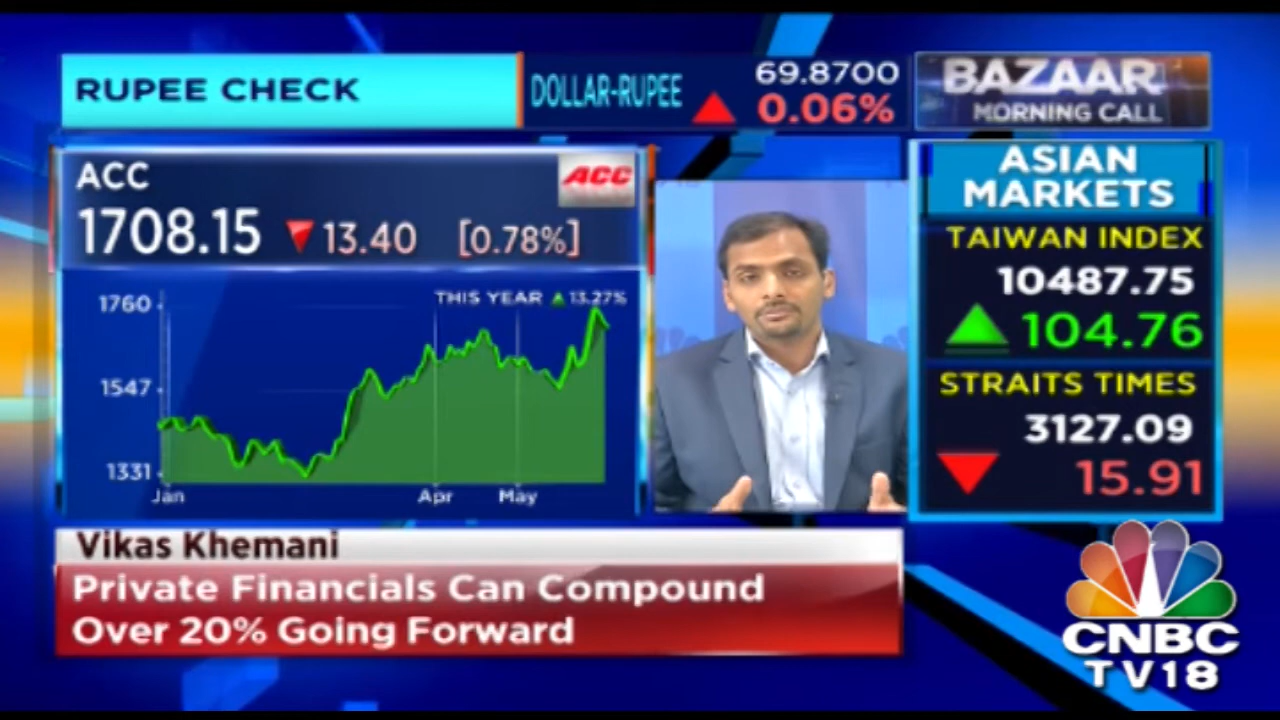 RUPEE CHECK
DOLLAR-RUPEE
69.8700
0.06%
BAZAAR
MORNING CALL
ACC
ACC
1708.15 13.40 [0.78%]
THIS YEAR 13.27%
1760
1547
1331
Jan Apr May
ASIAN
MARKETS
TAIWAN INDEX
10487.75
104.76
STRAITS TIMES
3127.09
15.91
Vikas Khemani
Private Financials Can Compound
Over 20% Going Forward
CNBC
TV18